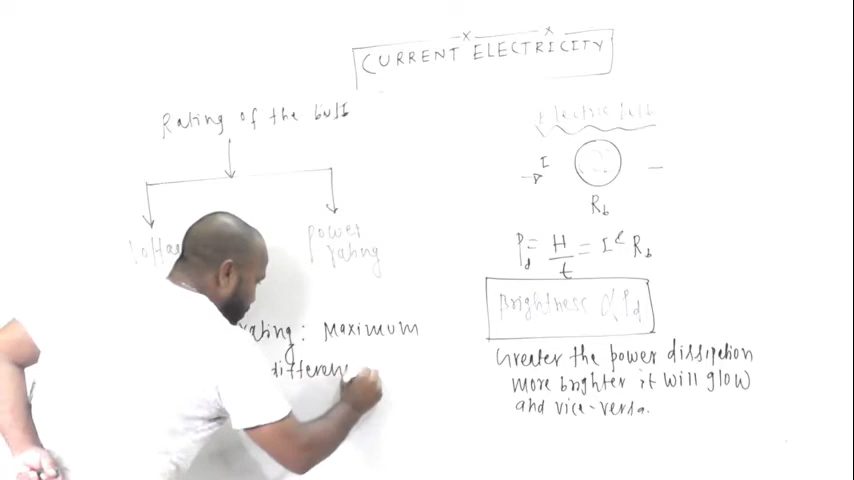 CURRENT ELECTRICITY
Rating of the bulb
power
rating
rating: Maximum
differen
Electric bulb
I
R_b
P_d = H/t = I² R_b
Brightness ∝ P_d
Greater the power dissipation
more brighter it will glow
and vice-versa.